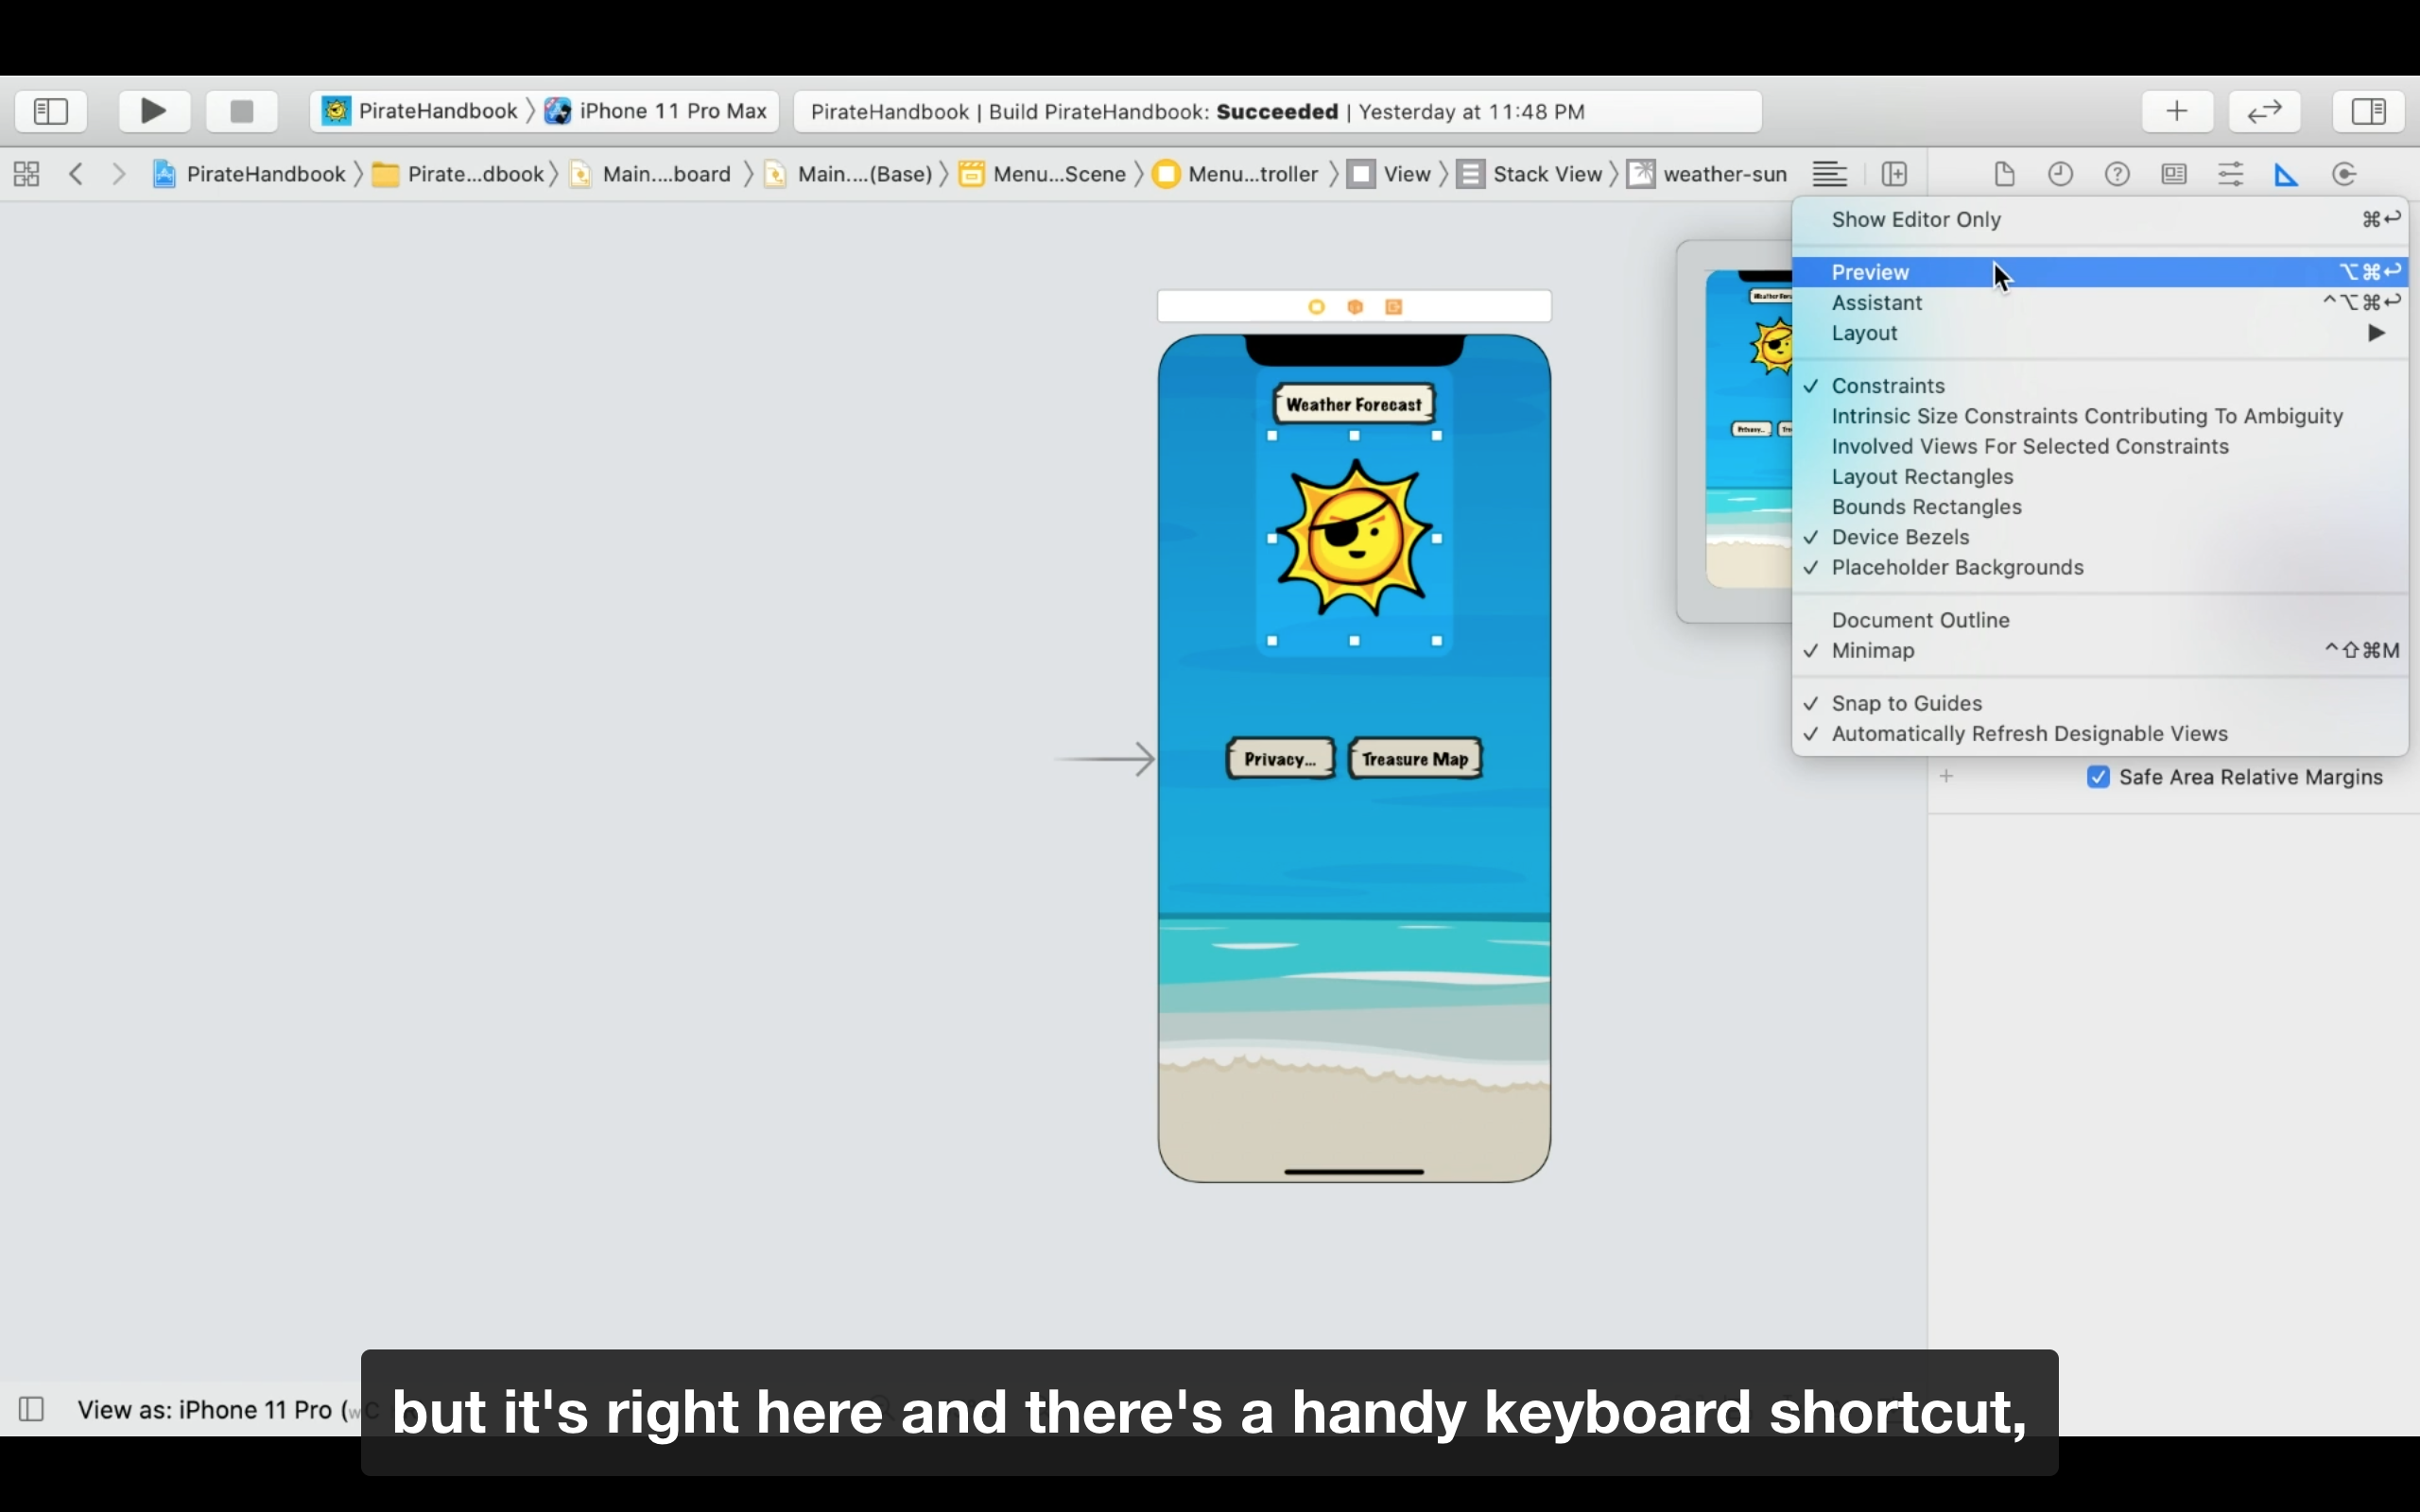 PirateHandbook
iPhone 11 Pro Max
PirateHandbook | Build PirateHandbook: Succeeded | Yesterday at 11:48 PM
PirateHandbook
Pirate...dbook
Main....board
Main....(Base)
Menu...Scene
Menu...troller
View
Stack View
weather-sun
Show Editor Only ⌘↩
Preview ⌥⌘↩
Assistant ^⌥⌘↩
Layout
✓ Constraints
Intrinsic Size Constraints Contributing To Ambiguity
Involved Views For Selected Constraints
Layout Rectangles
Bounds Rectangles
✓ Device Bezels
✓ Placeholder Backgrounds
Document Outline
✓ Minimap ^⇧⌘M
✓ Snap to Guides
✓ Automatically Refresh Designable Views
Safe Area Relative Margins
Weather Forecast
Privacy...
Treasure Map
Privacy...
View as: iPhone 11 Pro (wC
but it's right here and there's a handy keyboard shortcut,